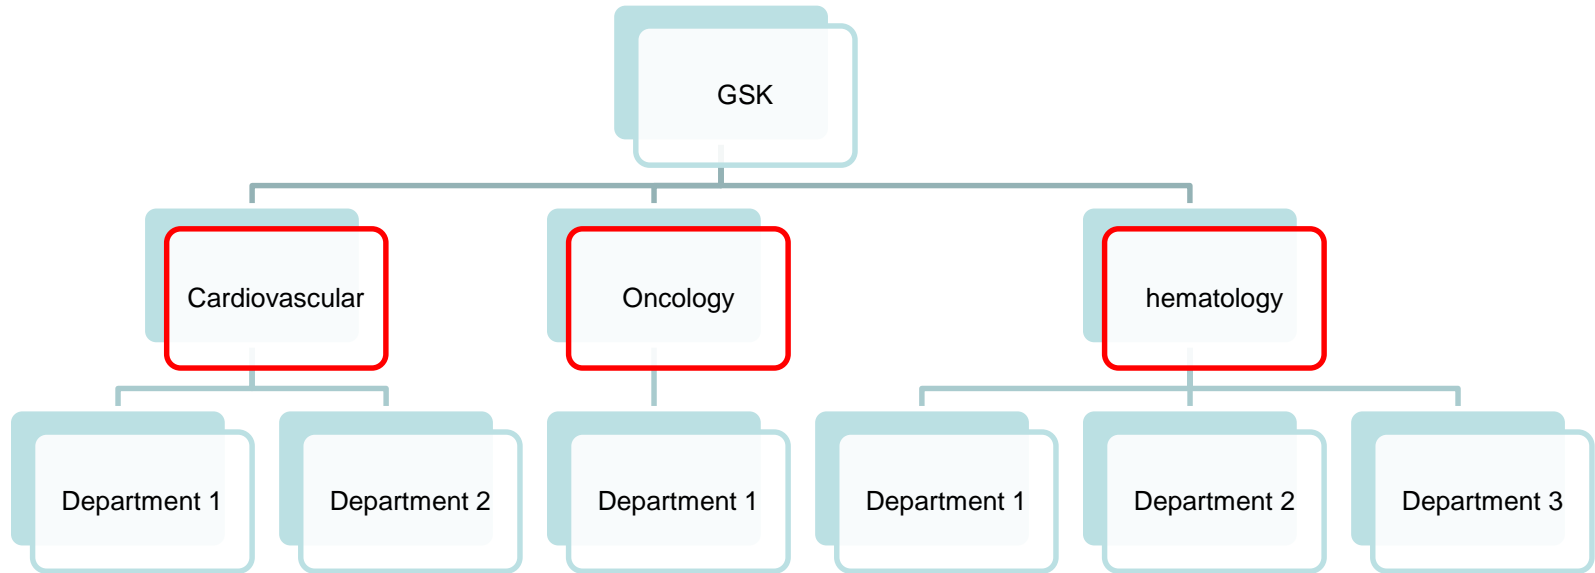 GSK
Cardiovascular
Oncology
hematology
Department 1
Department 2
Department 1
Department 1
Department 2
Department 3